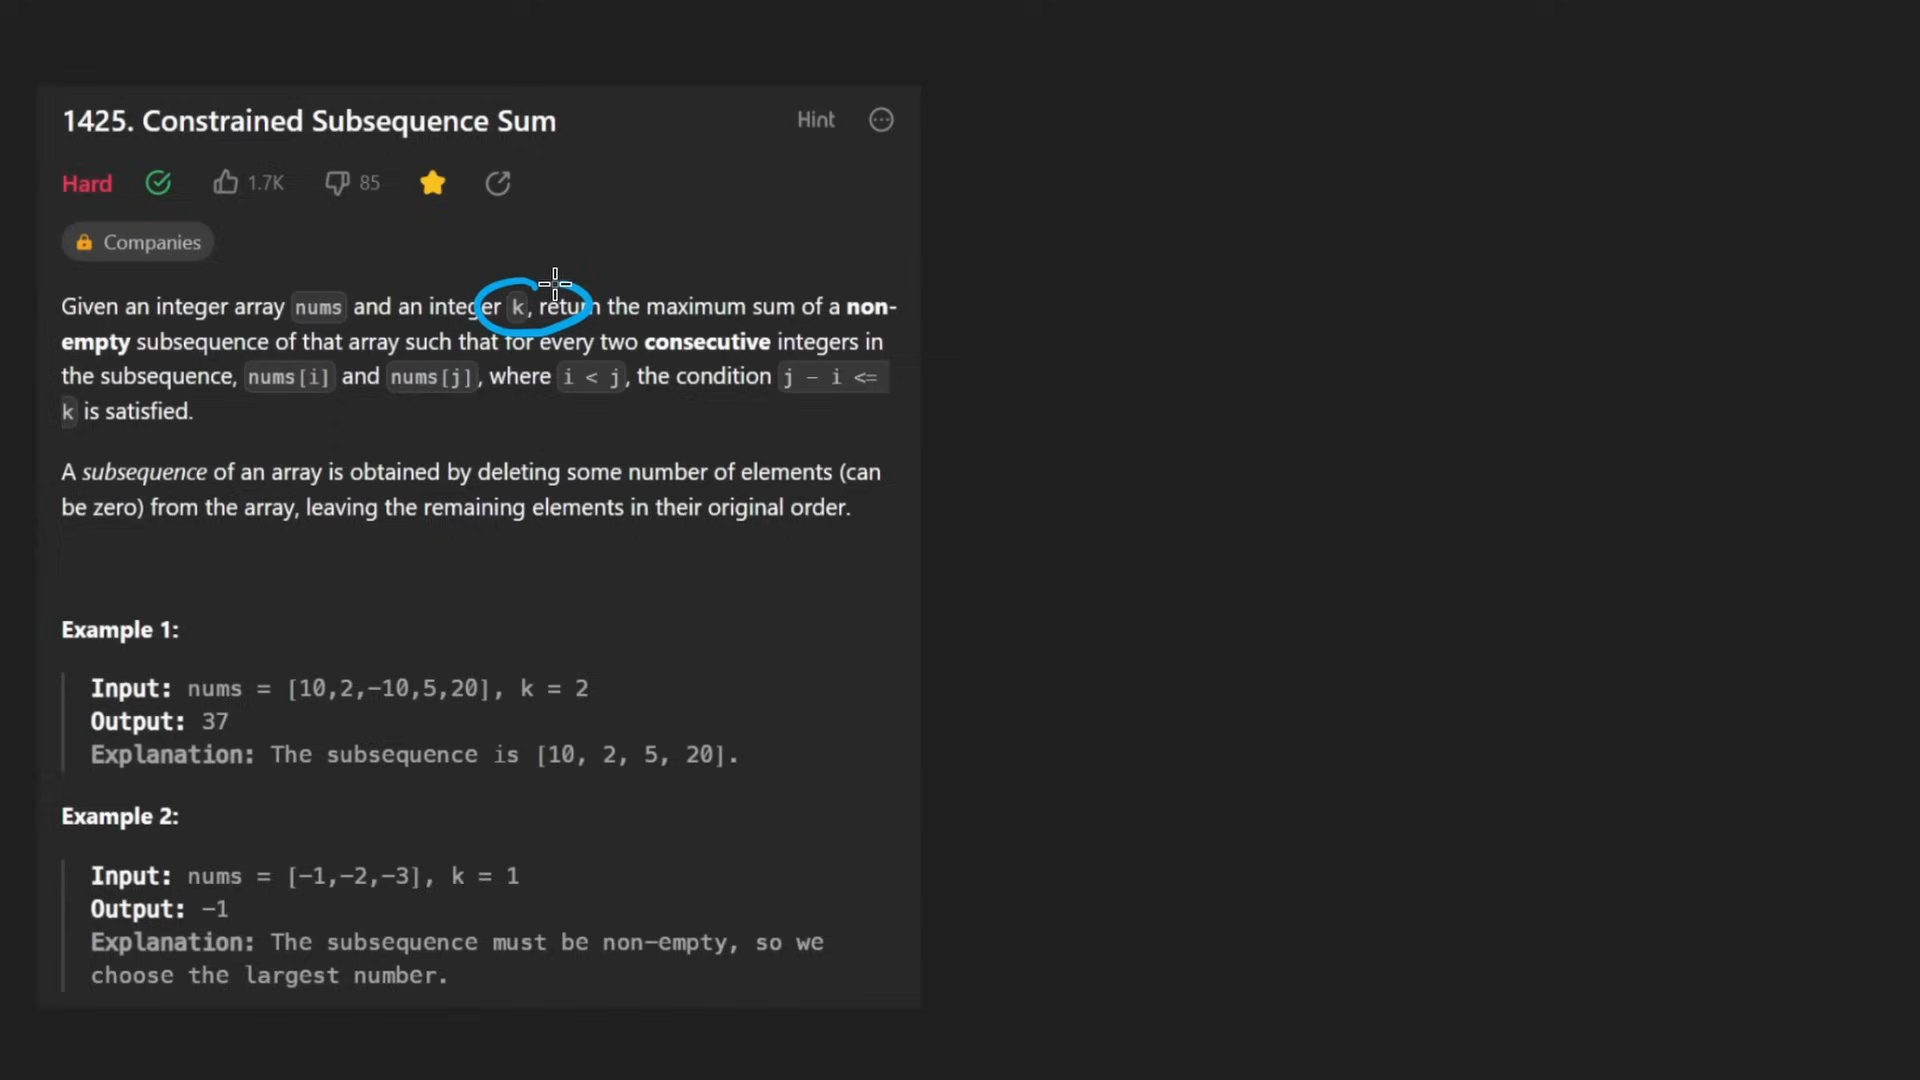 1425. Constrained Subsequence Sum
Hint
Hard
1.7K
85
Companies
Given an integer array nums and an integer k, return the maximum sum of a non-
empty subsequence of that array such that for every two consecutive integers in
the subsequence, nums[i] and nums[j], where i < j, the condition j - i <=
k is satisfied.
A subsequence of an array is obtained by deleting some number of elements (can
be zero) from the array, leaving the remaining elements in their original order.
Example 1:
Input: nums = [10,2,-10,5,20], k = 2
Output: 37
Explanation: The subsequence is [10, 2, 5, 20].
Example 2:
Input: nums = [-1,-2,-3], k = 1
Output: -1
Explanation: The subsequence must be non-empty, so we
choose the largest number.